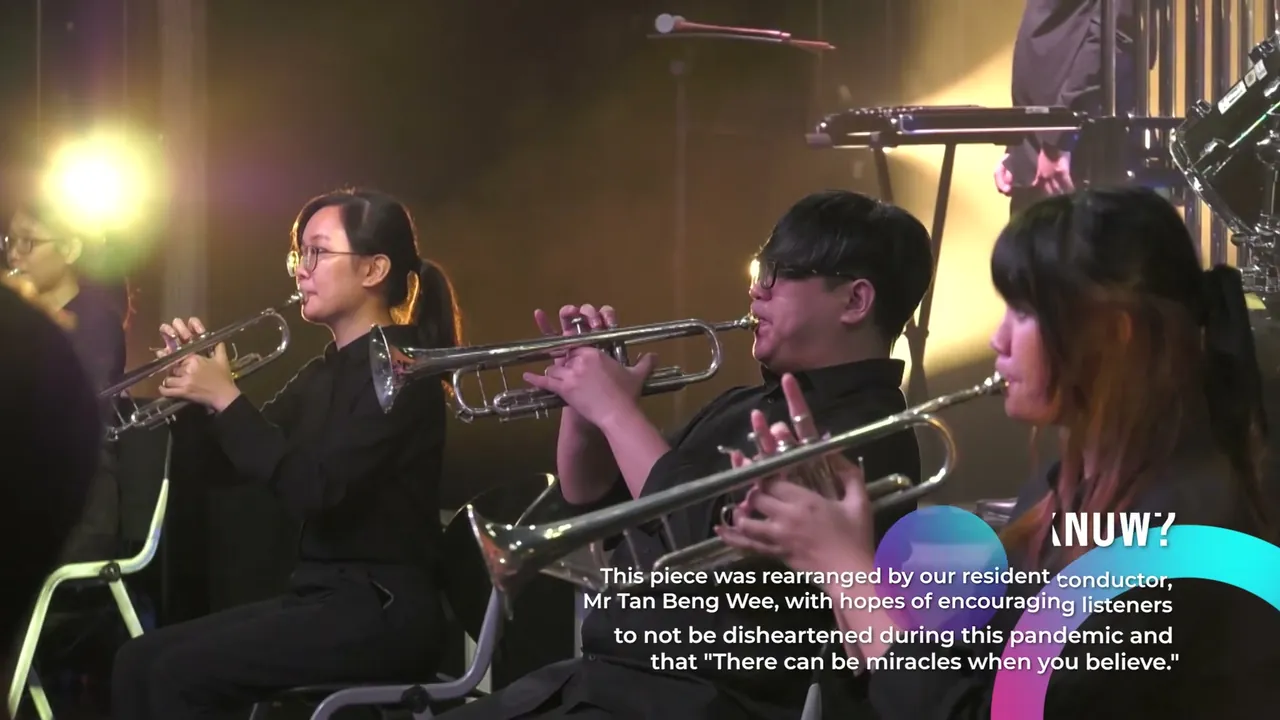 KNOW?
This piece was rearranged by our resident conductor,
Mr Tan Beng Wee, with hopes of encouraging listeners
to not be disheartened during this pandemic and
that "There can be miracles when you believe."